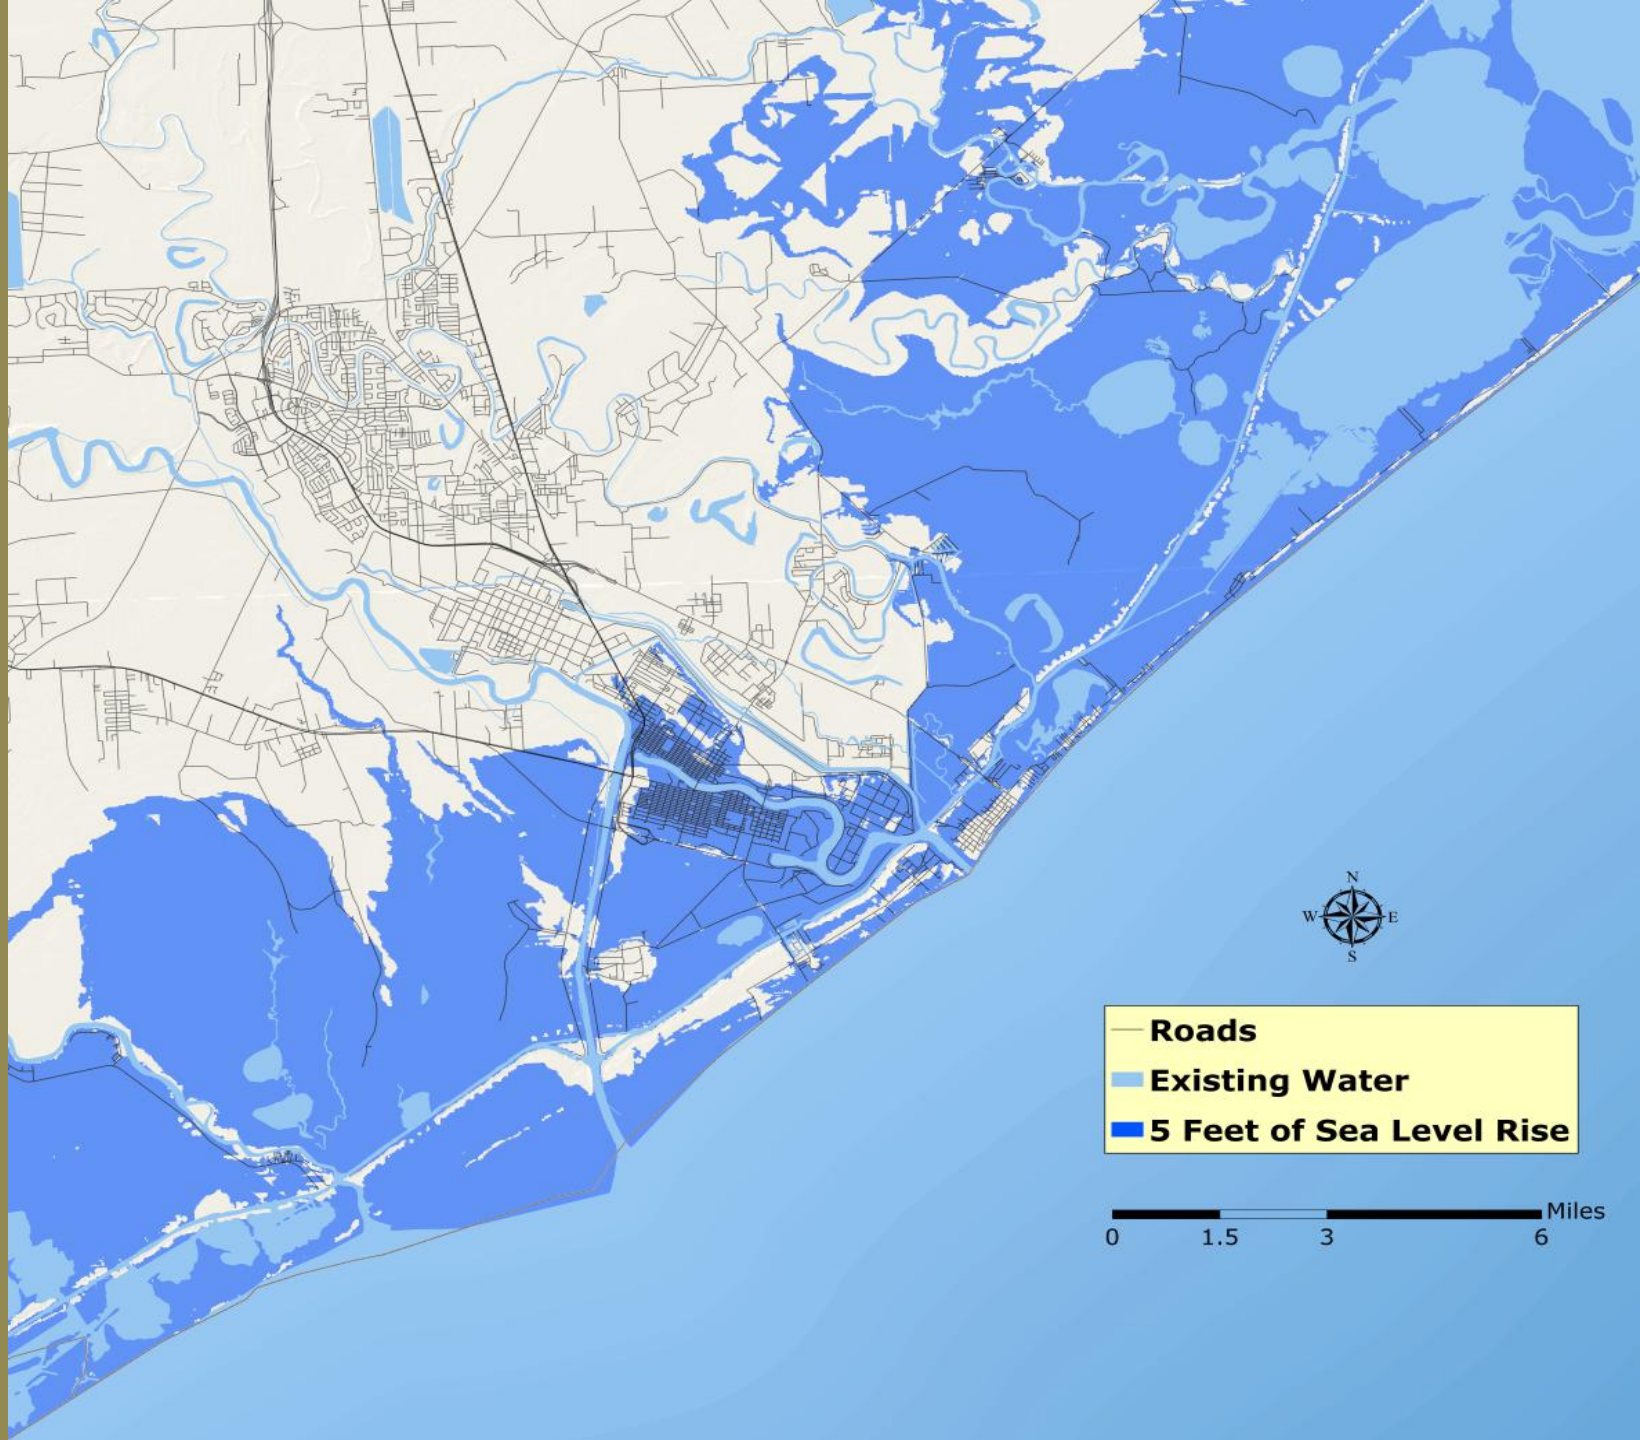 N
W E
S
Roads
Existing Water
5 Feet of Sea Level Rise
Miles
0 1.5 3 6